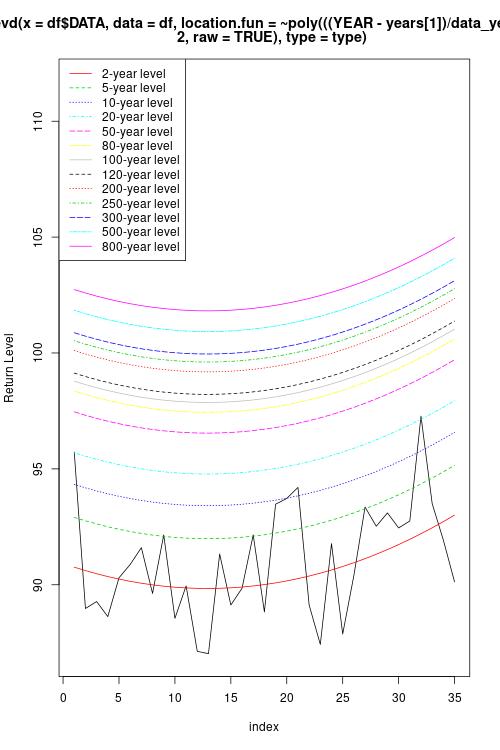 evd(x = df$DATA, data = df, location.fun = ~poly(((YEAR - years[1])/data_ye
2, raw = TRUE), type = type)
2-year level
5-year level
10-year level
20-year level
50-year level
80-year level
100-year level
120-year level
200-year level
250-year level
300-year level
500-year level
800-year level
110
105
100
95
90
Return Level
0 5 10 15 20 25 30 35
index